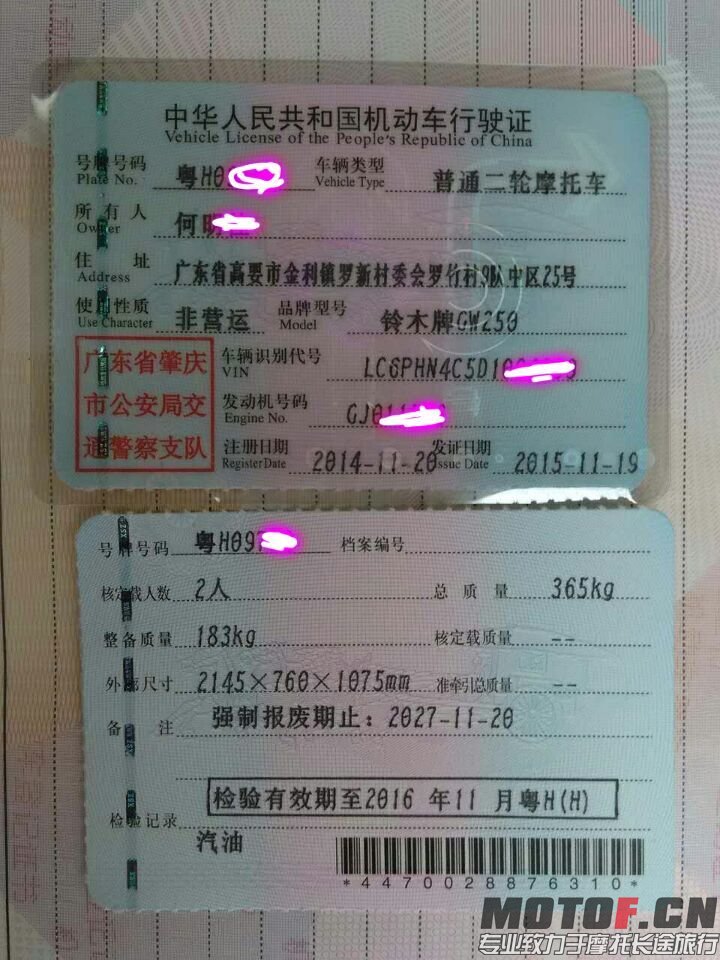 中华人民共和国机动车行驶证
Vehicle License of the People's Republic of China
号牌号码 粤H0 车辆类型 普通二轮摩托车
Plate No. Vehicle Type
所有人 何
Owner
住址 广东省高要市金利镇罗新村委会罗竹村9队中区25号
Address
使用性质 非营运 品牌型号 铃木牌GW250
Use Character Model
广东省肇庆
市公安局交
通警察支队
车辆识别代号 LC6PHN4C5D1
VIN
发动机号码 GJ01
Engine No.
注册日期 2014-11-20 发证日期 2015-11-19
Register Date Issue Date
号牌号码 粤H097 档案编号
核定载人数 2人 总质量 365kg
整备质量 183kg 核定载质量 --
外廓尺寸 2145×760×1075mm 准牵引总质量 --
备注 强制报废期止：2027-11-20
检验有效期至2016 年11 月粤H(H)
检验记录
汽油
*4470028876310*
MOTOF.CN
专业致力于摩托长途旅行